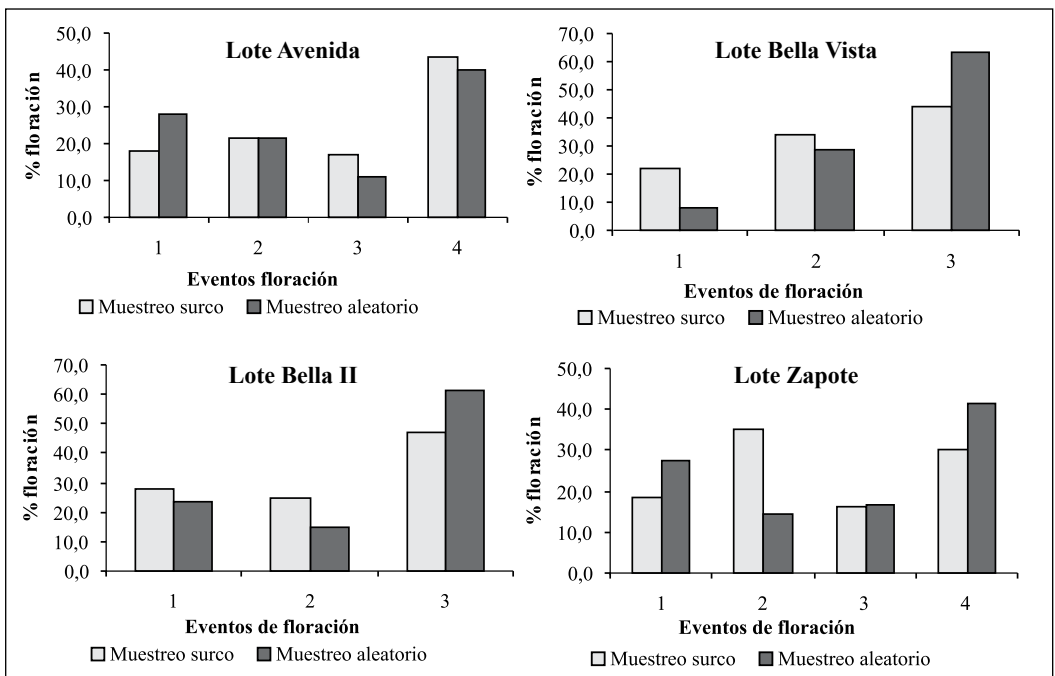 Lote Avenida
% floración
50,0
40,0
30,0
20,0
10,0
0,0
1 2 3 4
Eventos floración
Muestreo surco Muestreo aleatorio
Lote Bella Vista
% floración
70,0
60,0
50,0
40,0
30,0
20,0
10,0
0,0
1 2 3
Eventos de floración
Muestreo surco Muestreo aleatorio
Lote Bella II
% floración
70,0
60,0
50,0
40,0
30,0
20,0
10,0
0,0
1 2 3
Eventos de floración
Muestreo surco Muestreo aleatorio
Lote Zapote
% floración
50,0
40,0
30,0
20,0
10,0
0,0
1 2 3 4
Eventos de floración
Muestreo surco Muestreo aleatorio